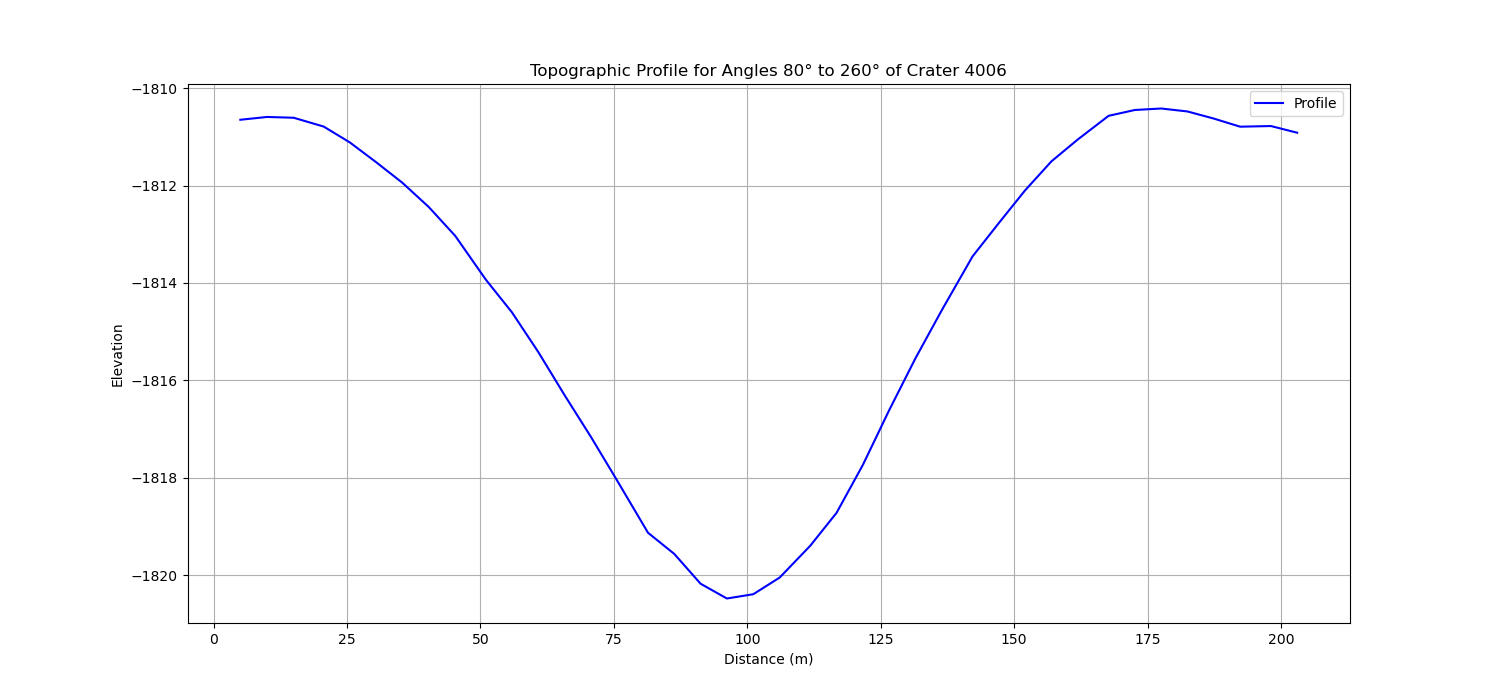 Topographic Profile for Angles 80° to 260° of Crater 4006
Profile
Elevation
−1810
−1812
−1814
−1816
−1818
−1820
0 25 50 75 100 125 150 175 200
Distance (m)